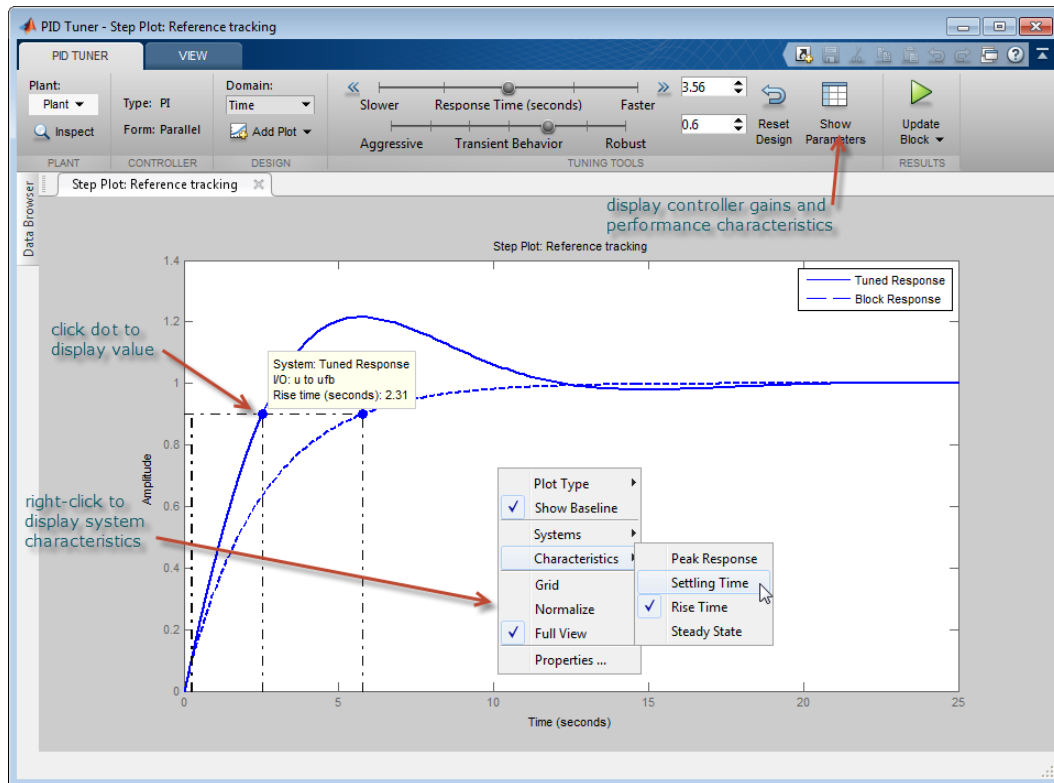 PID Tuner - Step Plot: Reference tracking
PID TUNER
VIEW
Plant:
Plant
Inspect
PLANT
Type: PI
Form: Parallel
CONTROLLER
Domain:
Time
Add Plot
DESIGN
Slower Response Time (seconds) Faster
3.56
Aggressive Transient Behavior Robust
0.6
TUNING TOOLS
Reset
Design
Show
Parameters
Update
Block
RESULTS
Data Browser
Step Plot: Reference tracking
display controller gains and
performance characteristics
Step Plot: Reference tracking
Tuned Response
Block Response
click dot to
display value
System: Tuned Response
I/O: u to ufb
Rise time (seconds): 2.31
right-click to
display system
characteristics
Amplitude
1.4
1.2
1
0.8
0.6
0.4
0.2
0
Plot Type
Show Baseline
Systems
Characteristics
Grid
Normalize
Full View
Properties ...
Peak Response
Settling Time
Rise Time
Steady State
0 5 10 15 20 25
Time (seconds)